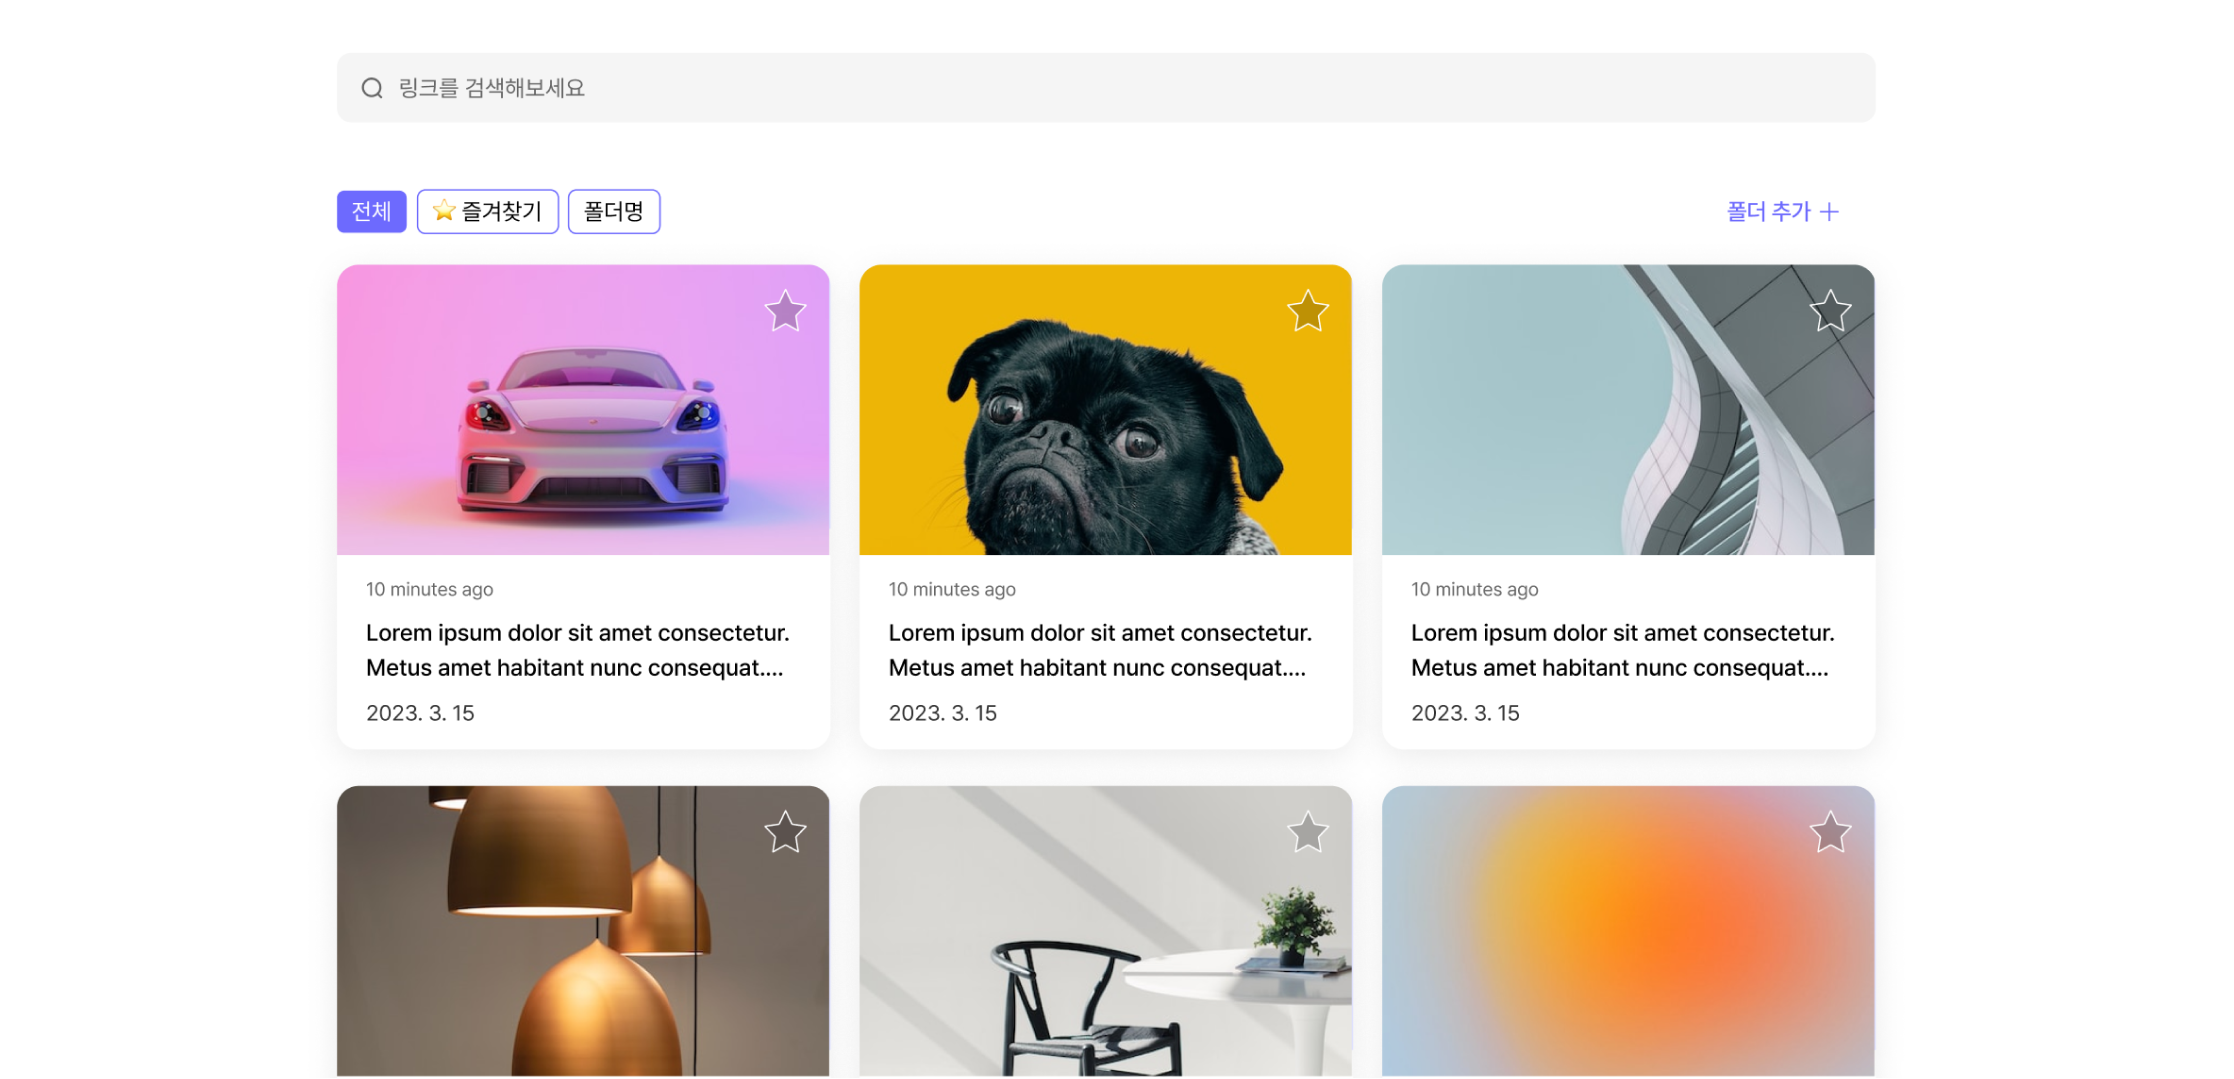 링크를 검색해보세요
전체 ⭐ 즐겨찾기 폴더명 폴더 추가 +
10 minutes ago
Lorem ipsum dolor sit amet consectetur.
Metus amet habitant nunc consequat....
2023. 3. 15
10 minutes ago
Lorem ipsum dolor sit amet consectetur.
Metus amet habitant nunc consequat....
2023. 3. 15
10 minutes ago
Lorem ipsum dolor sit amet consectetur.
Metus amet habitant nunc consequat....
2023. 3. 15